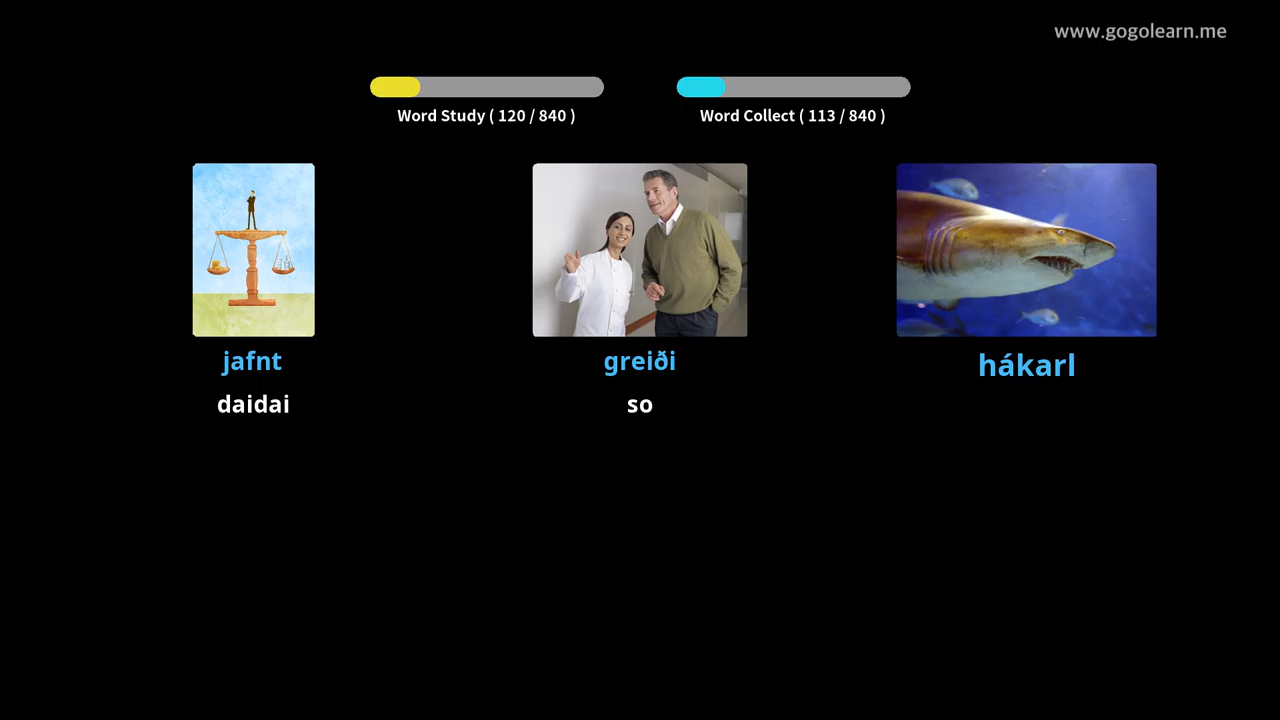 www.gogolearn.me
Word Study ( 120 / 840 )
Word Collect ( 113 / 840 )
jafnt
greiði
hákarl
daidai
so